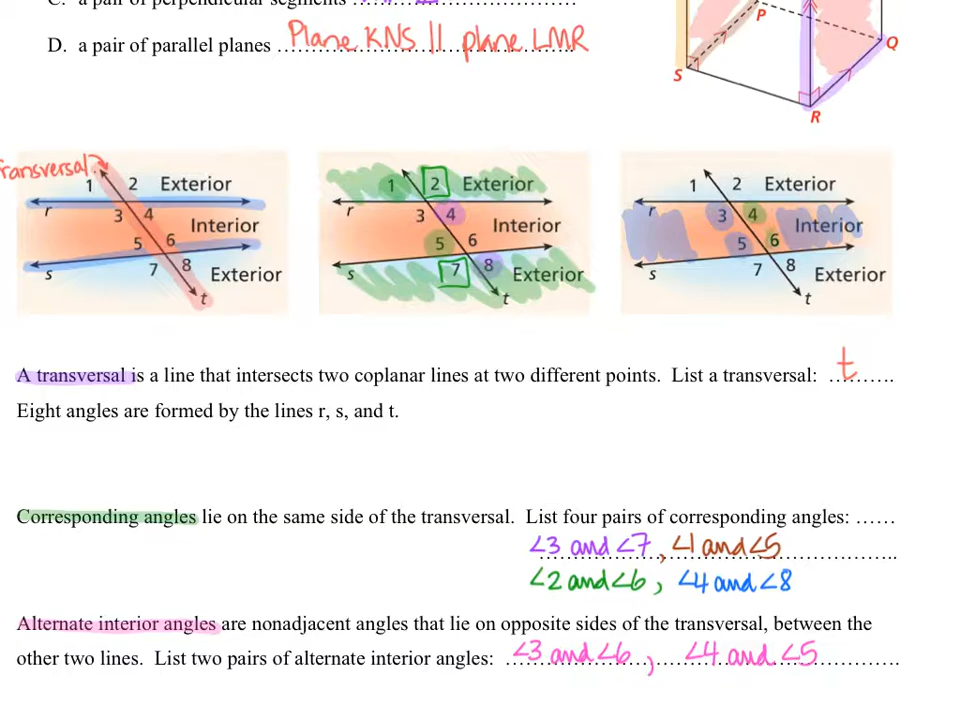 C. a pair of perpendicular segments ..................................
D. a pair of parallel planes Plane KNS || plane LMR
P
Q
S
R
transversal
1 2 Exterior
r
3 4
Interior
5 6
s
7 8 Exterior
t
1 2 Exterior
r
3 4
Interior
5 6
s
7 8 Exterior
t
1 2 Exterior
r
3 4
Interior
5 6
s
7 8 Exterior
t
A transversal is a line that intersects two coplanar lines at two different points. List a transversal: t
Eight angles are formed by the lines r, s, and t.
Corresponding angles lie on the same side of the transversal. List four pairs of corresponding angles: ......
∠3 and ∠7, ∠1 and ∠5
∠2 and ∠6, ∠4 and ∠8
Alternate interior angles are nonadjacent angles that lie on opposite sides of the transversal, between the
other two lines. List two pairs of alternate interior angles: ∠3 and ∠6, ∠4 and ∠5